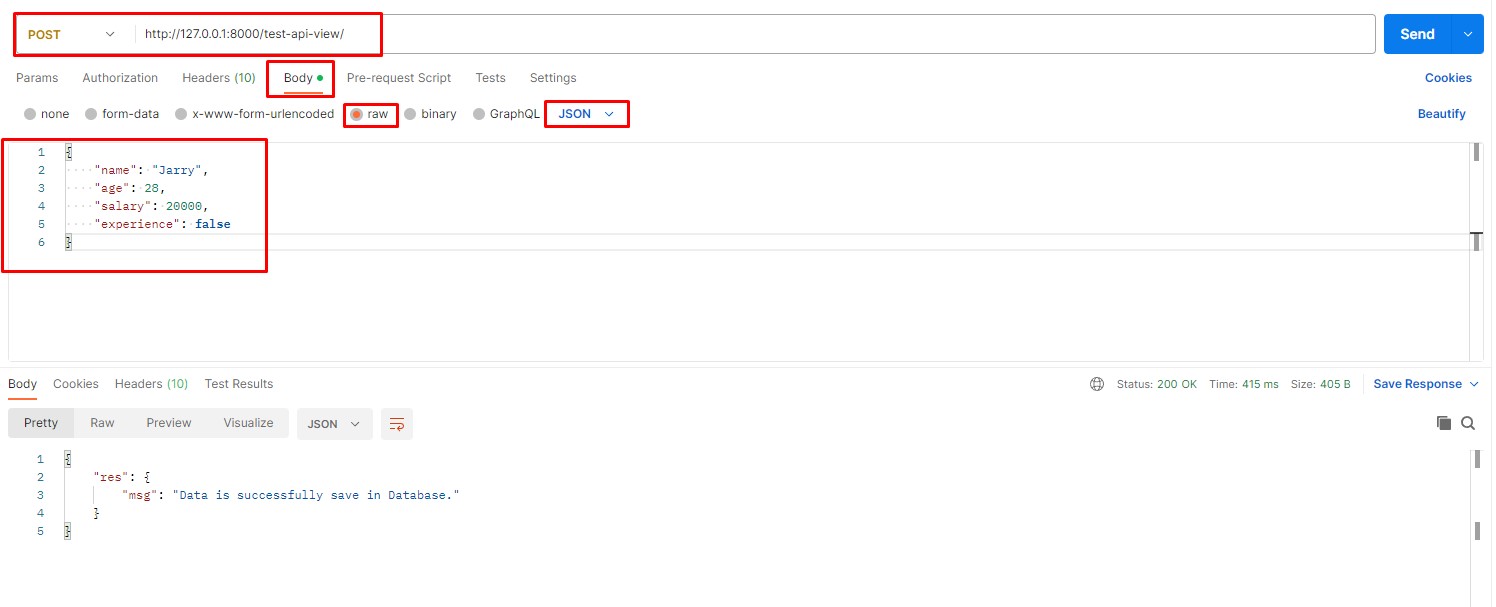 POST http://127.0.0.1:8000/test-api-view/ Send
Params Authorization Headers (10) Body Pre-request Script Tests Settings Cookies
none form-data x-www-form-urlencoded raw binary GraphQL JSON Beautify
1 {
2 "name": "Jarry",
3 "age": 28,
4 "salary": 20000,
5 "experience": false
6 }
Body Cookies Headers (10) Test Results Status: 200 OK Time: 415 ms Size: 405 B Save Response
Pretty Raw Preview Visualize JSON
1 {
2 "res": {
3 "msg": "Data is successfully save in Database."
4 }
5 }